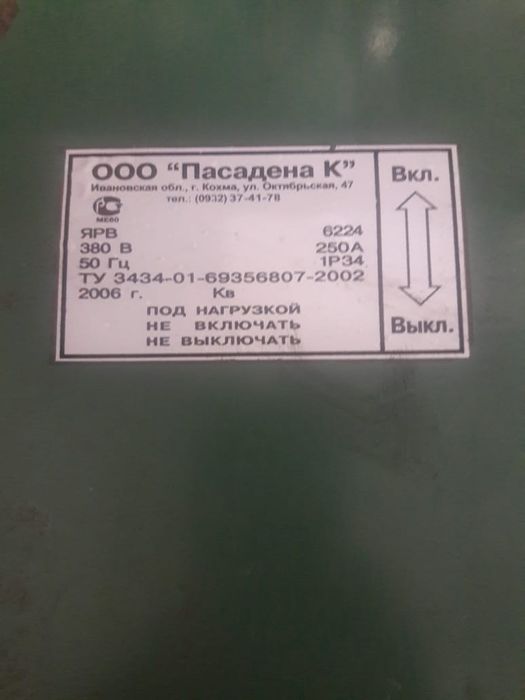 ООО “Пасадена К”
Ивановская обл., г. Кохма, ул. Октябрьская, 47
тел.: (0932) 37-41-78
МЕ60
ЯРВ 6224
380 В 250А
50 Гц 1Р34
ТУ 3434-01-69356807-2002
2006 г. Кв
ПОД НАГРУЗКОЙ
НЕ ВКЛЮЧАТЬ
НЕ ВЫКЛЮЧАТЬ
Вкл.
Выкл.